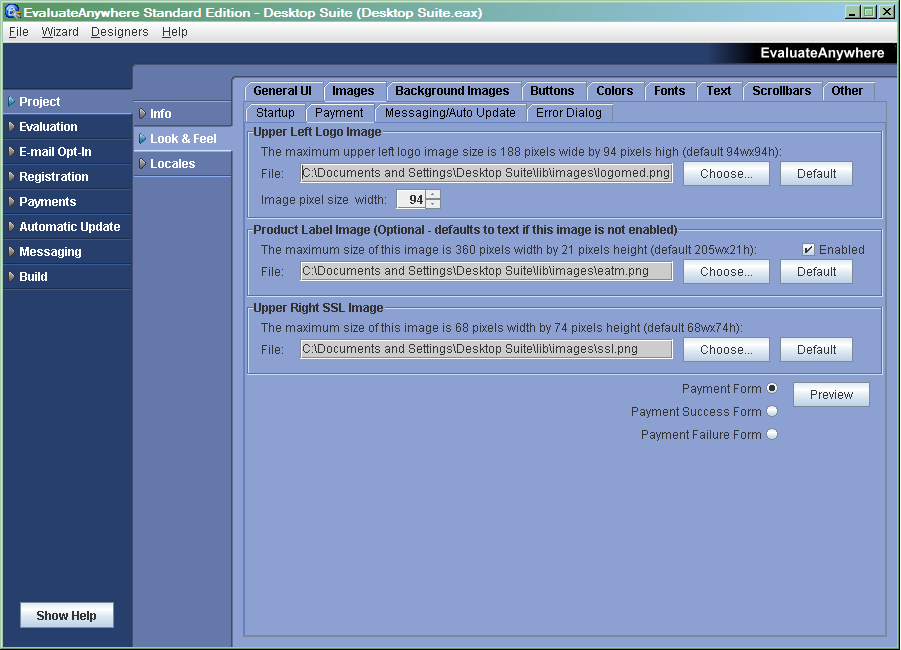 EvaluateAnywhere Standard Edition - Desktop Suite (Desktop Suite.eax)
File Wizard Designers Help
EvaluateAnywhere
Project
Evaluation
E-mail Opt-In
Registration
Payments
Automatic Update
Messaging
Build
Show Help
Info
Look & Feel
Locales
General UI Images Background Images Buttons Colors Fonts Text Scrollbars Other
Startup Payment Messaging/Auto Update Error Dialog
Upper Left Logo Image
The maximum upper left logo image size is 188 pixels wide by 94 pixels high (default 94wx94h):
File: C:\Documents and Settings\Desktop Suite\lib\images\logomed.png Choose... Default
Image pixel size width: 94
Product Label Image (Optional - defaults to text if this image is not enabled)
The maximum size of this image is 360 pixels width by 21 pixels height (default 205wx21h): Enabled
File: C:\Documents and Settings\Desktop Suite\lib\images\eatm.png Choose... Default
Upper Right SSL Image
The maximum size of this image is 68 pixels width by 74 pixels height (default 68wx74h):
File: C:\Documents and Settings\Desktop Suite\lib\images\ssl.png Choose... Default
Payment Form Preview
Payment Success Form
Payment Failure Form